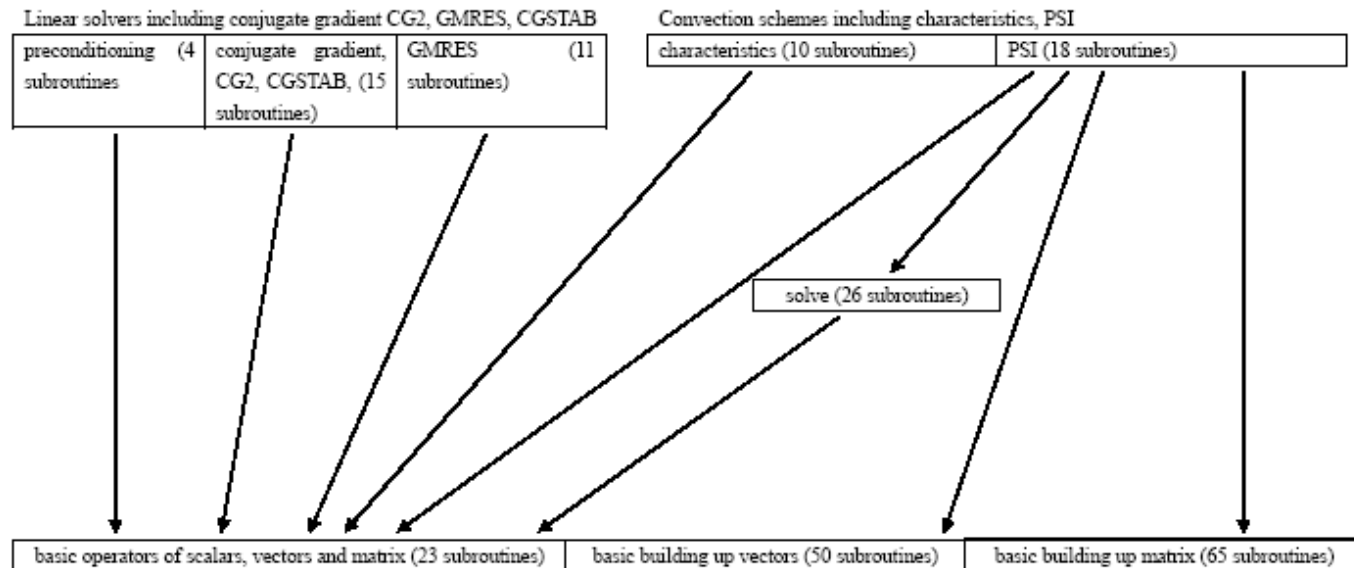 Linear solvers including conjugate gradient CG2, GMRES, CGSTAB
preconditioning (4
subroutines
conjugate gradient,
CG2, CGSTAB, (15
subroutines)
GMRES (11
subroutines)
Convection schemes including characteristics, PSI
characteristics (10 subroutines)
PSI (18 subroutines)
solve (26 subroutines)
basic operators of scalars, vectors and matrix (23 subroutines)
basic building up vectors (50 subroutines)
basic building up matrix (65 subroutines)